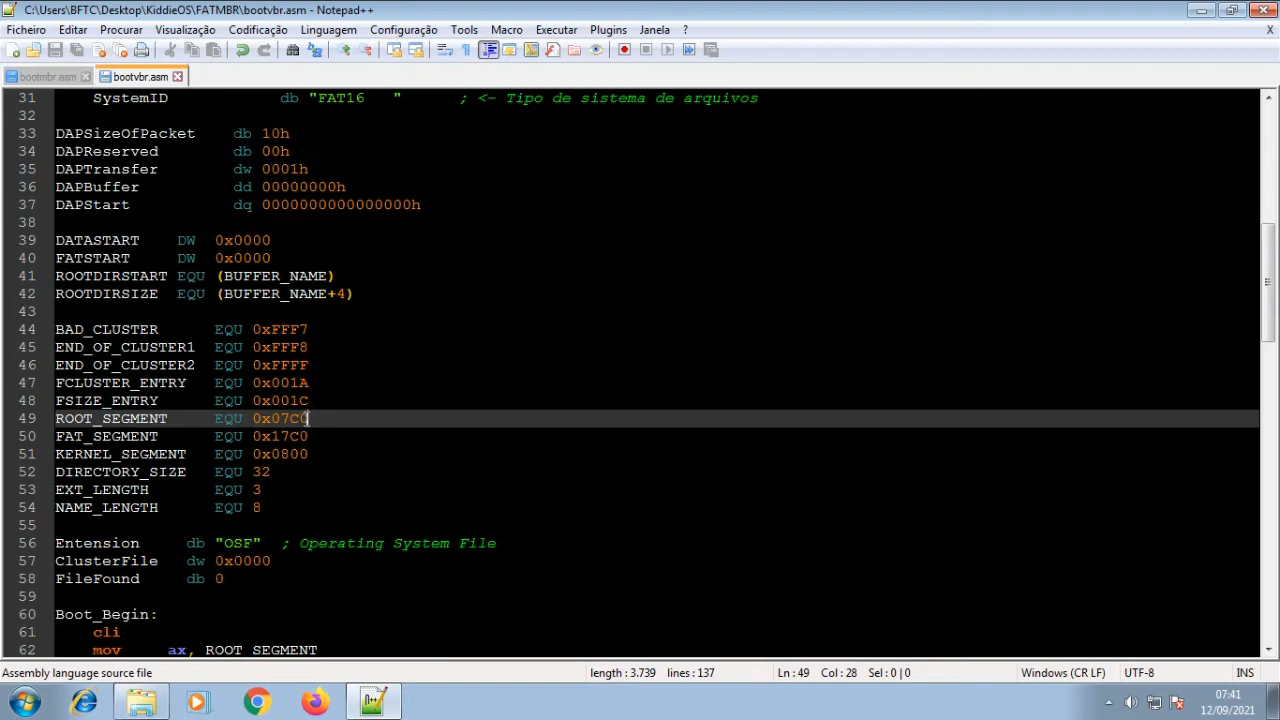 C:\Users\BFTC\Desktop\KiddieOS\FATMBR\bootvbr.asm - Notepad++
Ficheiro Editar Procurar Visualização Codificação Linguagem Configuração Tools Macro Executar Plugins Janela ? X
bootmbr.asm bootvbr.asm
31 SystemID db "FAT16   " ; <- Tipo de sistema de arquivos
32
33 DAPSizeOfPacket db 10h
34 DAPReserved db 00h
35 DAPTransfer dw 0001h
36 DAPBuffer dd 00000000h
37 DAPStart dq 0000000000000000h
38
39 DATASTART DW 0x0000
40 FATSTART DW 0x0000
41 ROOTDIRSTART EQU (BUFFER_NAME)
42 ROOTDIRSIZE EQU (BUFFER_NAME+4)
43
44 BAD_CLUSTER EQU 0xFFF7
45 END_OF_CLUSTER1 EQU 0xFFF8
46 END_OF_CLUSTER2 EQU 0xFFFF
47 FCLUSTER_ENTRY EQU 0x001A
48 FSIZE_ENTRY EQU 0x001C
49 ROOT_SEGMENT EQU 0x07C0
50 FAT_SEGMENT EQU 0x17C0
51 KERNEL_SEGMENT EQU 0x0800
52 DIRECTORY_SIZE EQU 32
53 EXT_LENGTH EQU 3
54 NAME_LENGTH EQU 8
55
56 Entension db "OSF" ; Operating System File
57 ClusterFile dw 0x0000
58 FileFound db 0
59
60 Boot_Begin:
61 cli
62 mov ax, ROOT_SEGMENT
Assembly language source file length : 3.739 lines : 137 Ln : 49 Col : 28 Sel : 0 | 0 Windows (CR LF) UTF-8 INS
07:41
12/09/2021